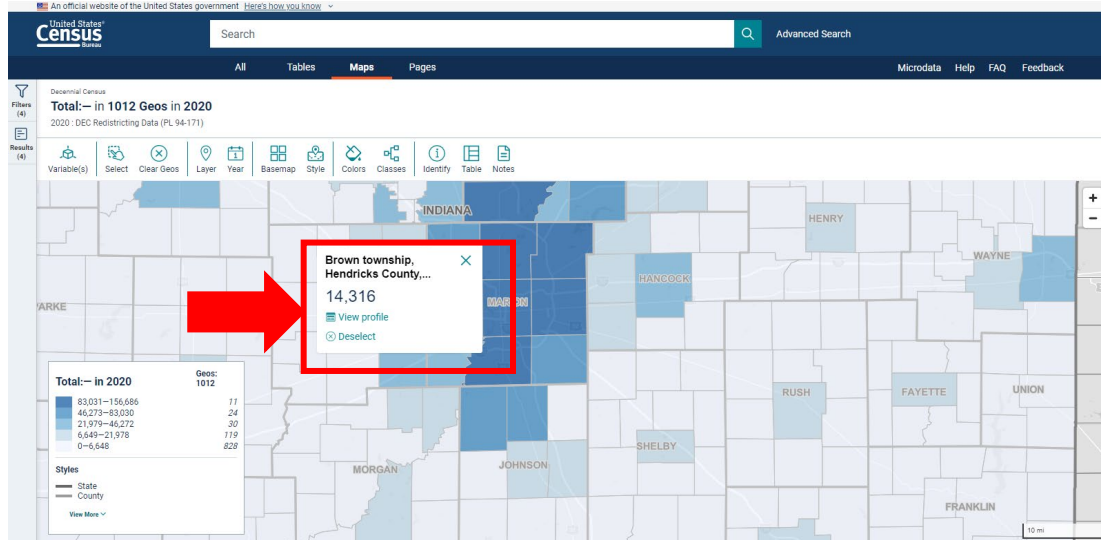 An official website of the United States government Here's how you know
United States®
Census
Bureau
Search
Advanced Search
All Tables Maps Pages
Microdata Help FAQ Feedback
Filters
(4)
Results
(4)
Decennial Census
Total:— in 1012 Geos in 2020
2020 : DEC Redistricting Data (PL 94-171)
Variable(s) Select Clear Geos Layer Year Basemap Style Colors Classes Identify Table Notes
INDIANA
HENRY
WAYNE
HANCOCK
MARION
ARKE
Brown township,
Hendricks County,...
14,316
View profile
Deselect
RUSH
FAYETTE
UNION
SHELBY
JOHNSON
MORGAN
FRANKLIN
Total:— in 2020 Geos: 1012
83,031—156,686 11
46,273—83,030 24
21,979—46,272 30
6,649—21,978 119
0—6,648 828
Styles
State
County
View More
10 mi
+
−